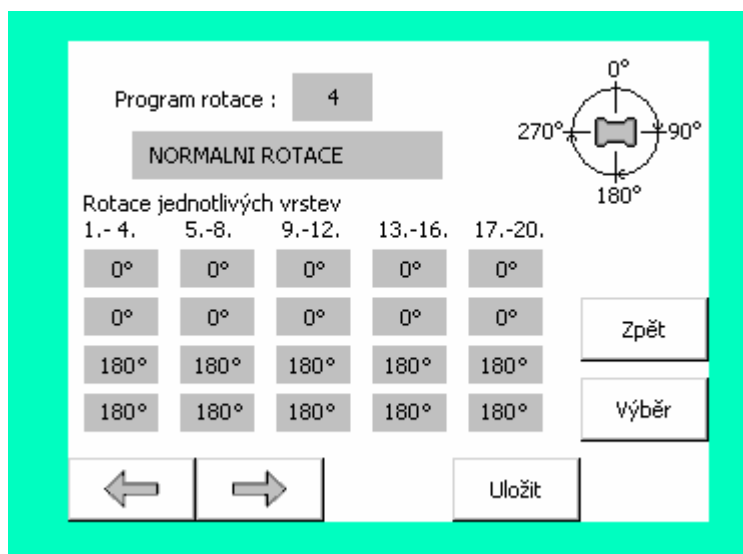 0°
Program rotace : 4
270° 90°
NORMALNI ROTACE
180°
Rotace jednotlivých vrstev
1.- 4. 5.-8. 9.-12. 13.-16. 17.-20.
0° 0° 0° 0° 0°
0° 0° 0° 0° 0°
Zpět
180° 180° 180° 180° 180°
180° 180° 180° 180° 180°
Výběr
Uložit